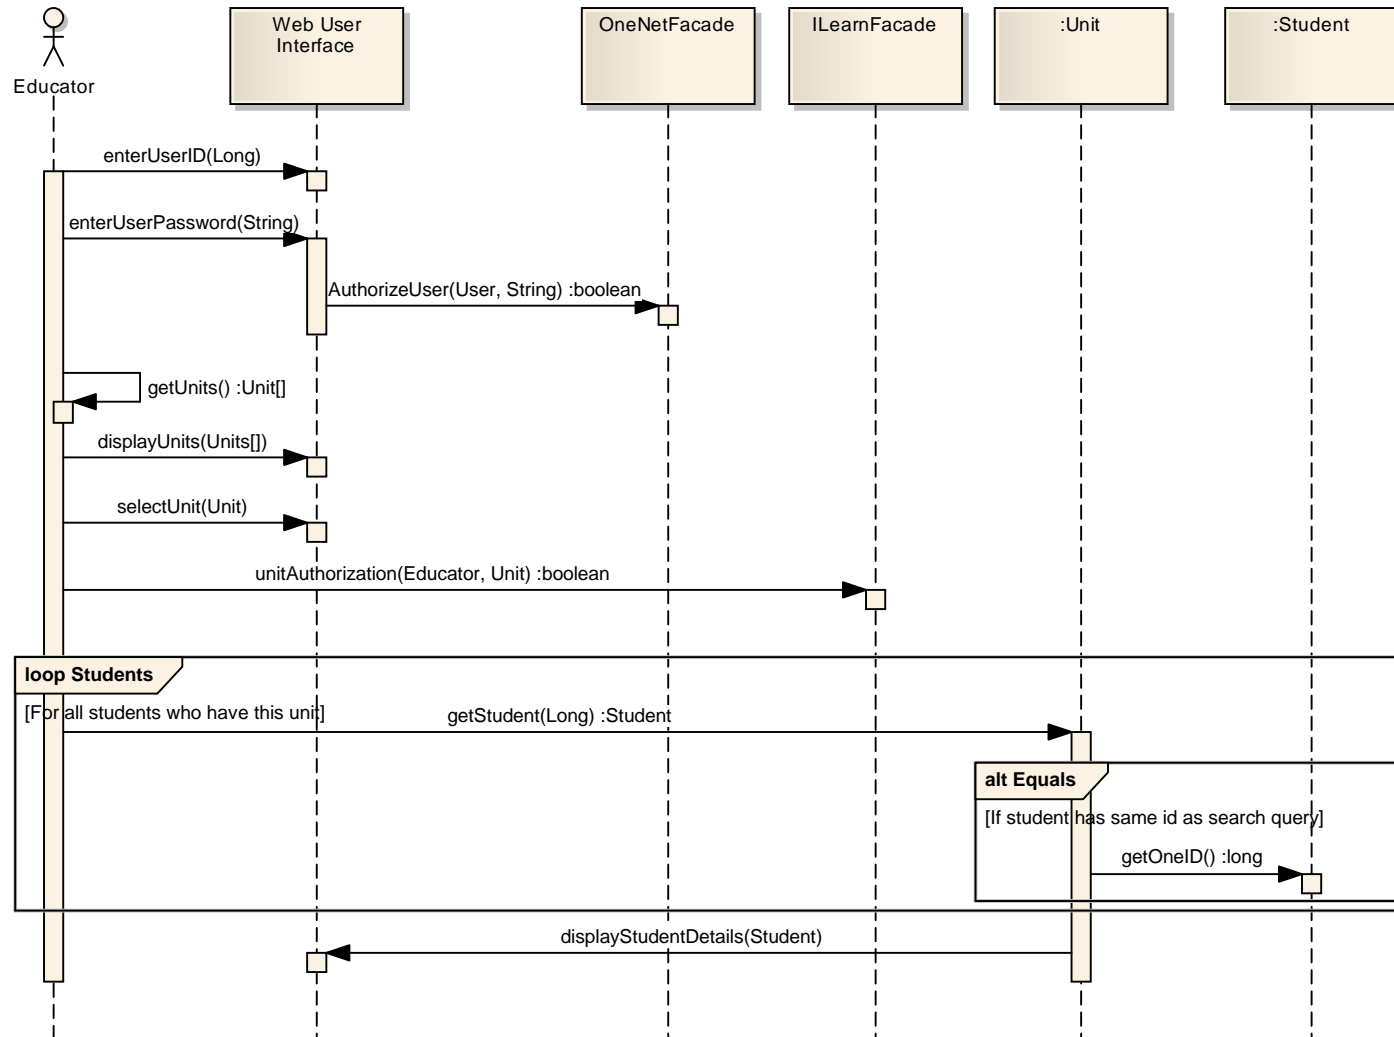 Web User
Interface
OneNetFacade
ILearnFacade
:Unit
:Student
Educator
enterUserID(Long)
enterUserPassword(String)
AuthorizeUser(User, String) :boolean
getUnits() :Unit[]
displayUnits(Units[])
selectUnit(Unit)
unitAuthorization(Educator, Unit) :boolean
loop Students
[For all students who have this unit]
getStudent(Long) :Student
alt Equals
[If student has same id as search query]
getOneID() :long
displayStudentDetails(Student)